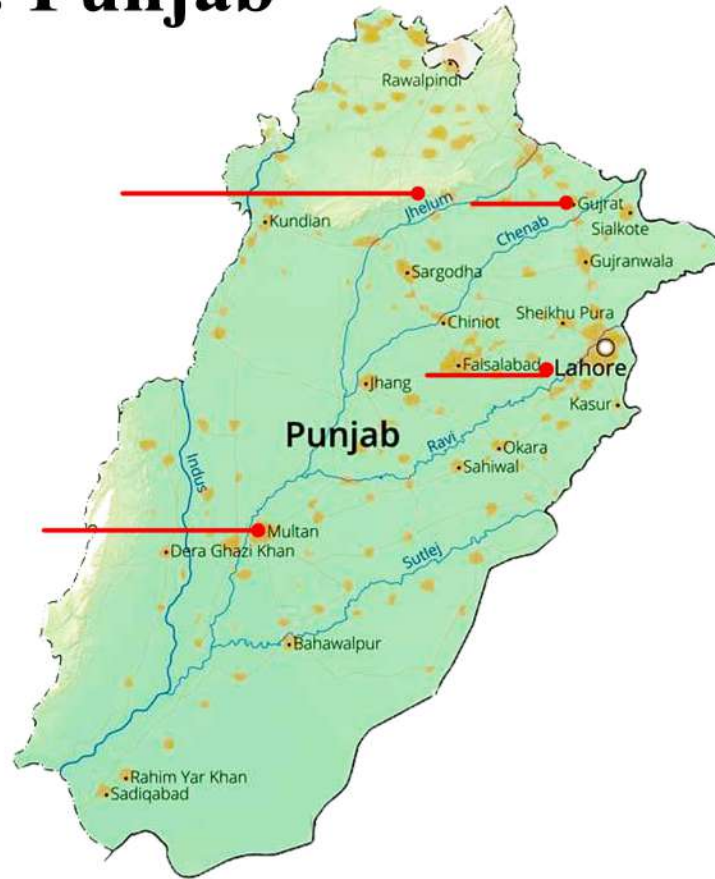 Punjab
Rawalpindi
Jhelum
Gujrat
Sialkote
Kundian
Chenab
Gujranwala
Sargodha
Sheikhu Pura
Chiniot
Faisalabad
Lahore
Jhang
Kasur
Punjab
Ravi
Okara
Sahiwal
Indus
Multan
Dera Ghazi Khan
Sutlej
Bahawalpur
Rahim Yar Khan
Sadiqabad